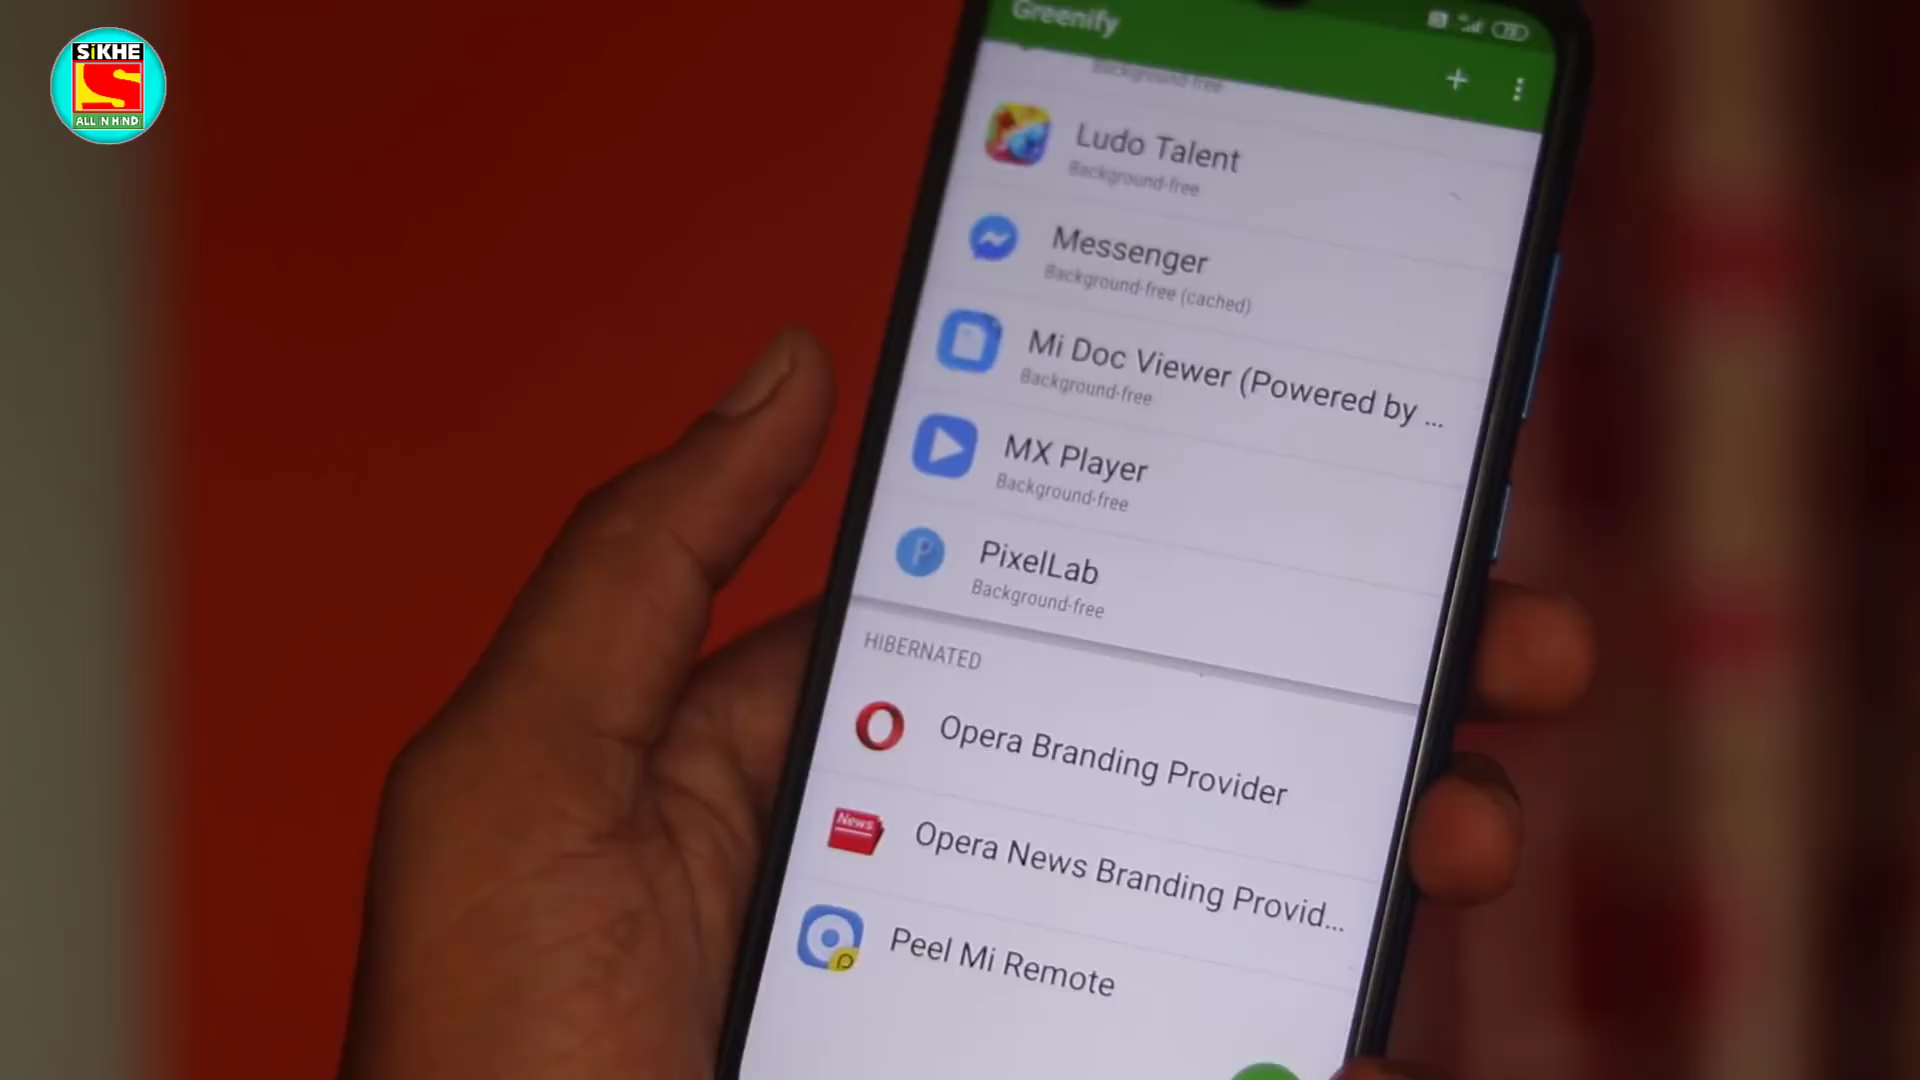 SiKHE
ALL iN HiNDi
Greenify
Background-free
Ludo Talent
Background-free
Messenger
Background-free (cached)
Mi Doc Viewer (Powered by ...
Background-free
MX Player
Background-free
PixelLab
Background-free
HIBERNATED
Opera Branding Provider
News
Opera News Branding Provid...
Peel Mi Remote